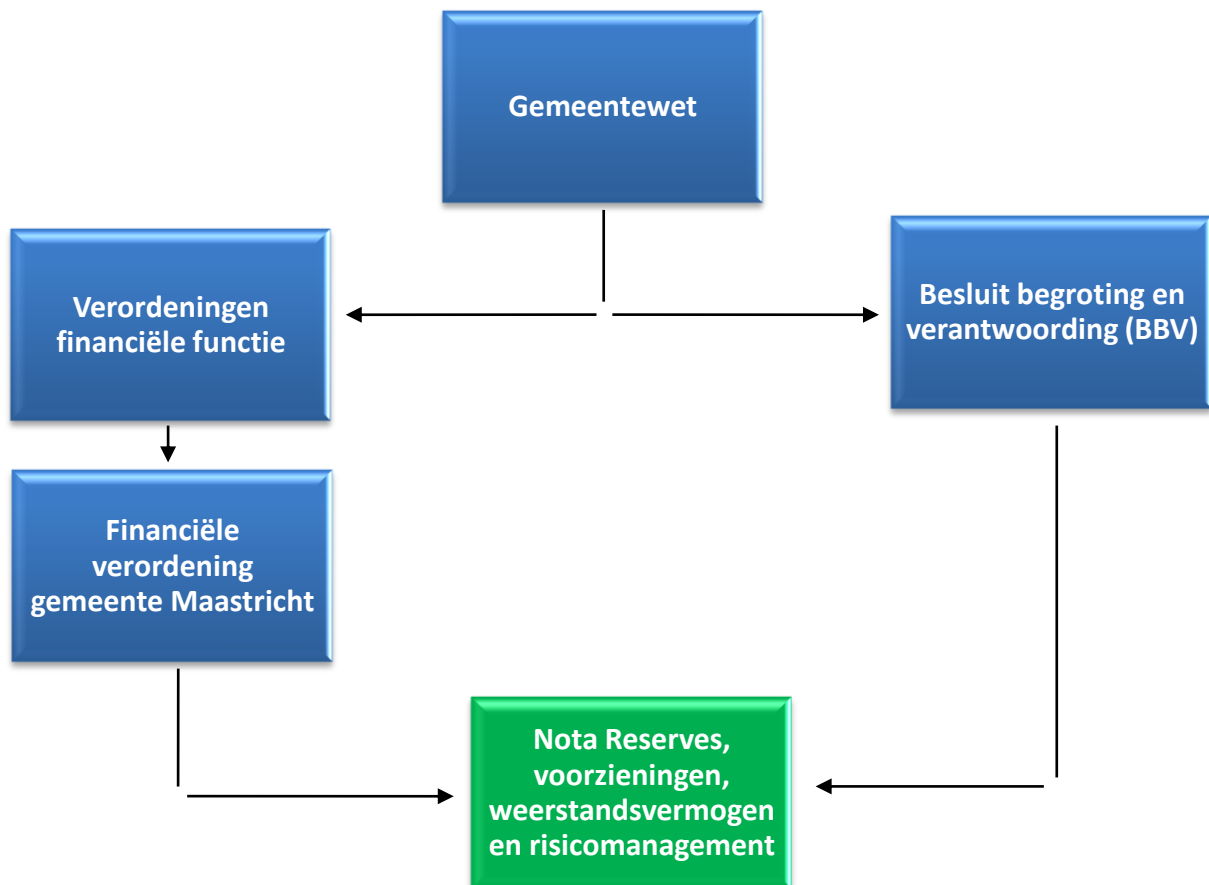 Gemeentewet
Verordeningen
financiële functie
Besluit begroting en
verantwoording (BBV)
Financiële
verordening
gemeente Maastricht
Nota Reserves,
voorzieningen,
weerstandsvermogen
en risicomanagement